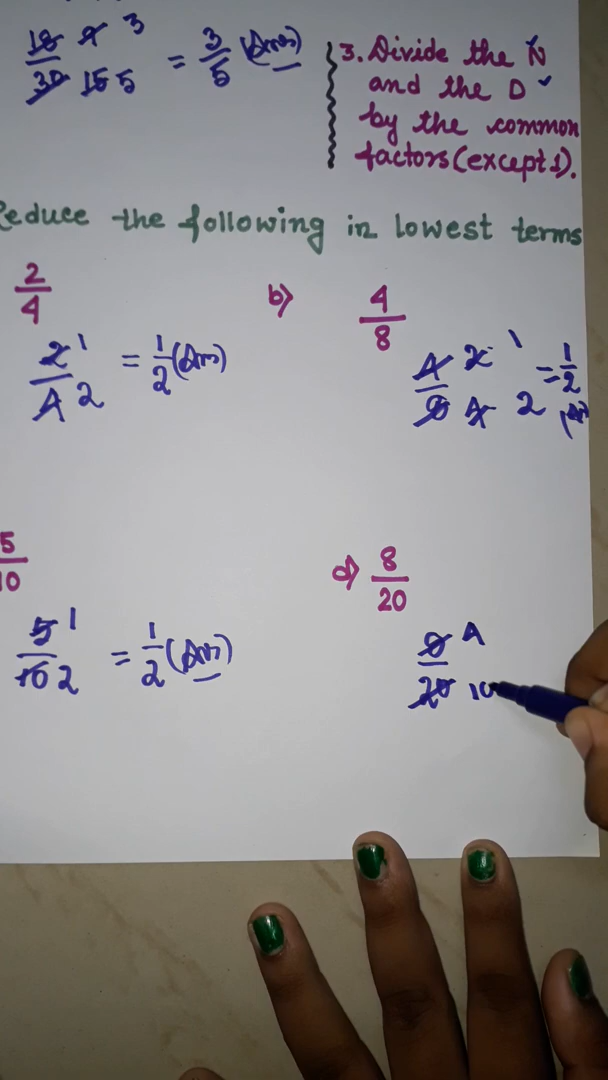 18 9 3
30 15 5 = 3/5 (Ans)
3. Divide the N
and the D
by the common
factors (except 1).
Reduce the following in lowest terms
2/4
b) 4/8
2 1
4 2 = 1/2 (Ans)
4 2 1
8 4 2 = 1/2 (Ans)
5/10
d) 8/20
5 1
10 2 = 1/2 (Ans)
8 4
20 10